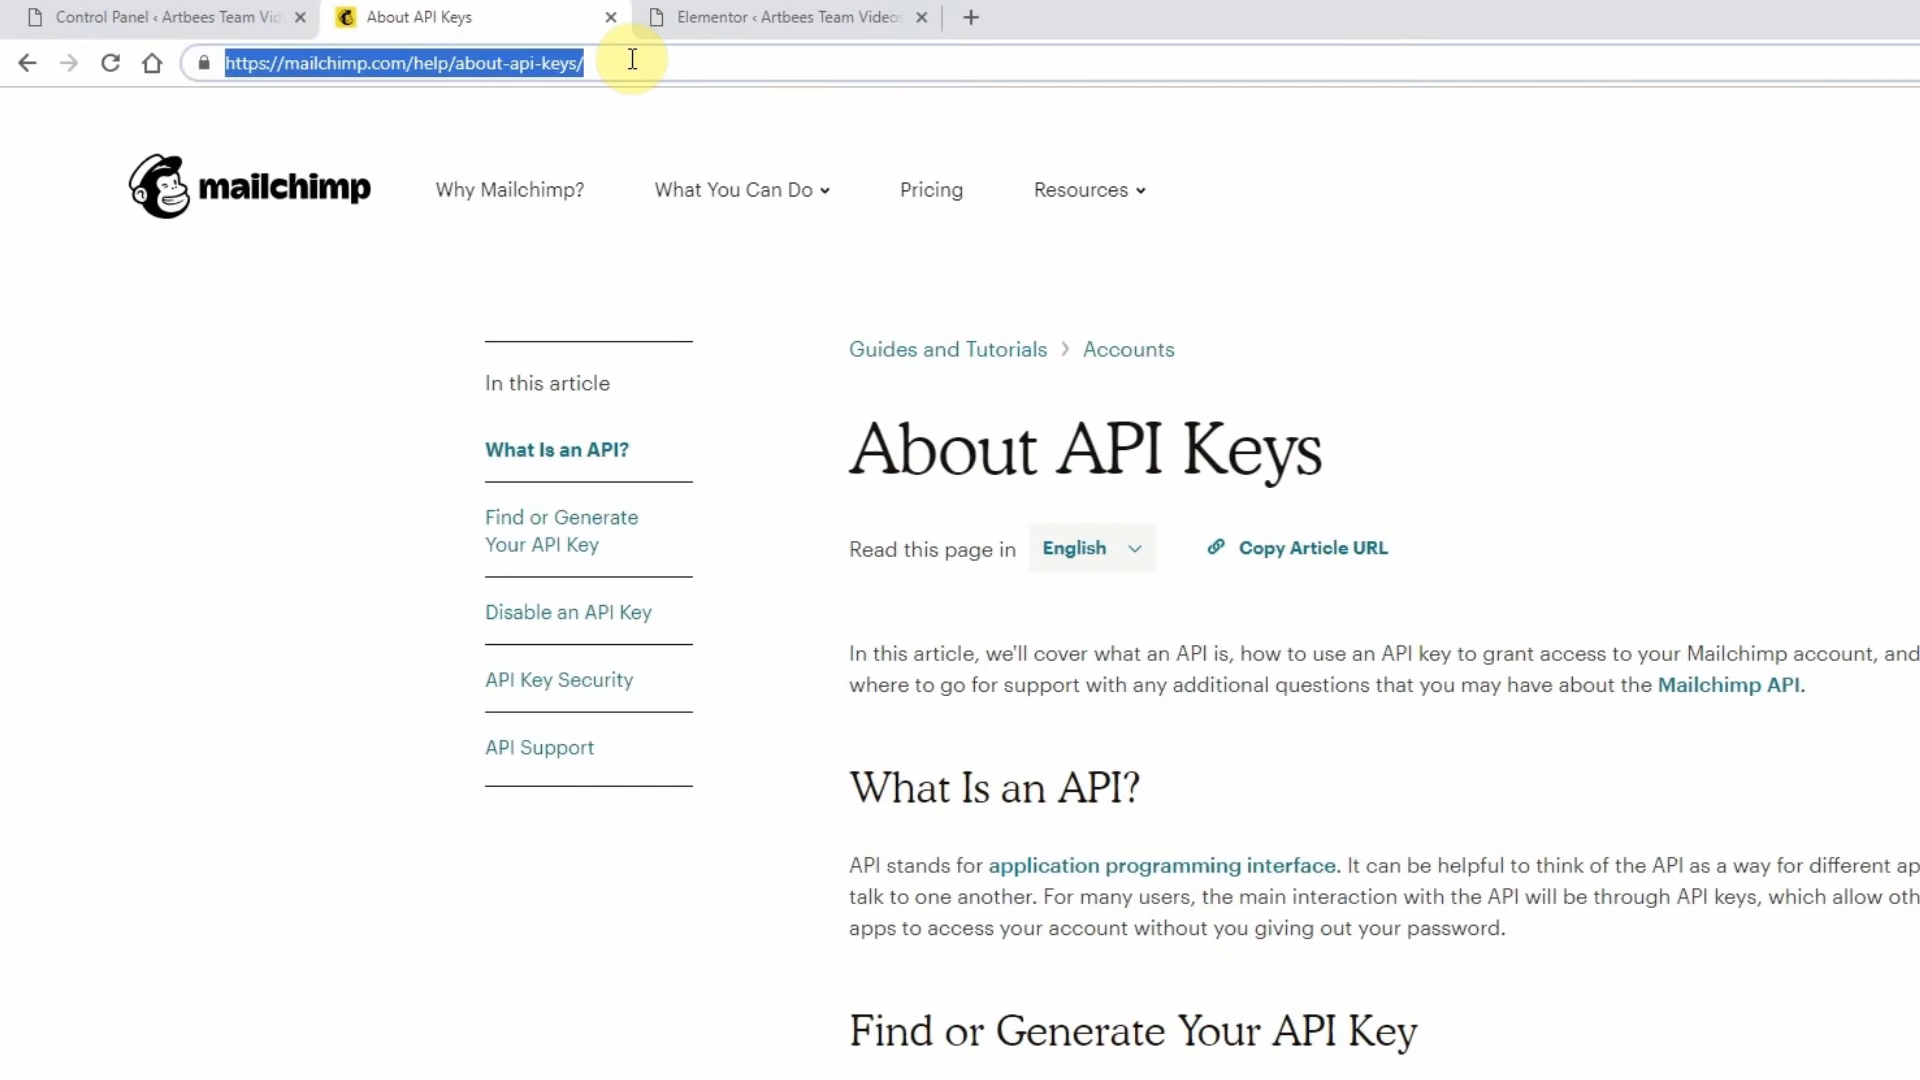 Control Panel ‹ Artbees Team Vid
About API Keys
Elementor ‹ Artbees Team Videos
https://mailchimp.com/help/about-api-keys/
mailchimp
Why Mailchimp?
What You Can Do
Pricing
Resources
In this article
What Is an API?
Find or Generate
Your API Key
Disable an API Key
API Key Security
API Support
Guides and Tutorials
Accounts
About API Keys
Read this page in
English
Copy Article URL
In this article, we'll cover what an API is, how to use an API key to grant access to your Mailchimp account, and
where to go for support with any additional questions that you may have about the Mailchimp API.
What Is an API?
API stands for application programming interface. It can be helpful to think of the API as a way for different ap
talk to one another. For many users, the main interaction with the API will be through API keys, which allow oth
apps to access your account without you giving out your password.
Find or Generate Your API Key